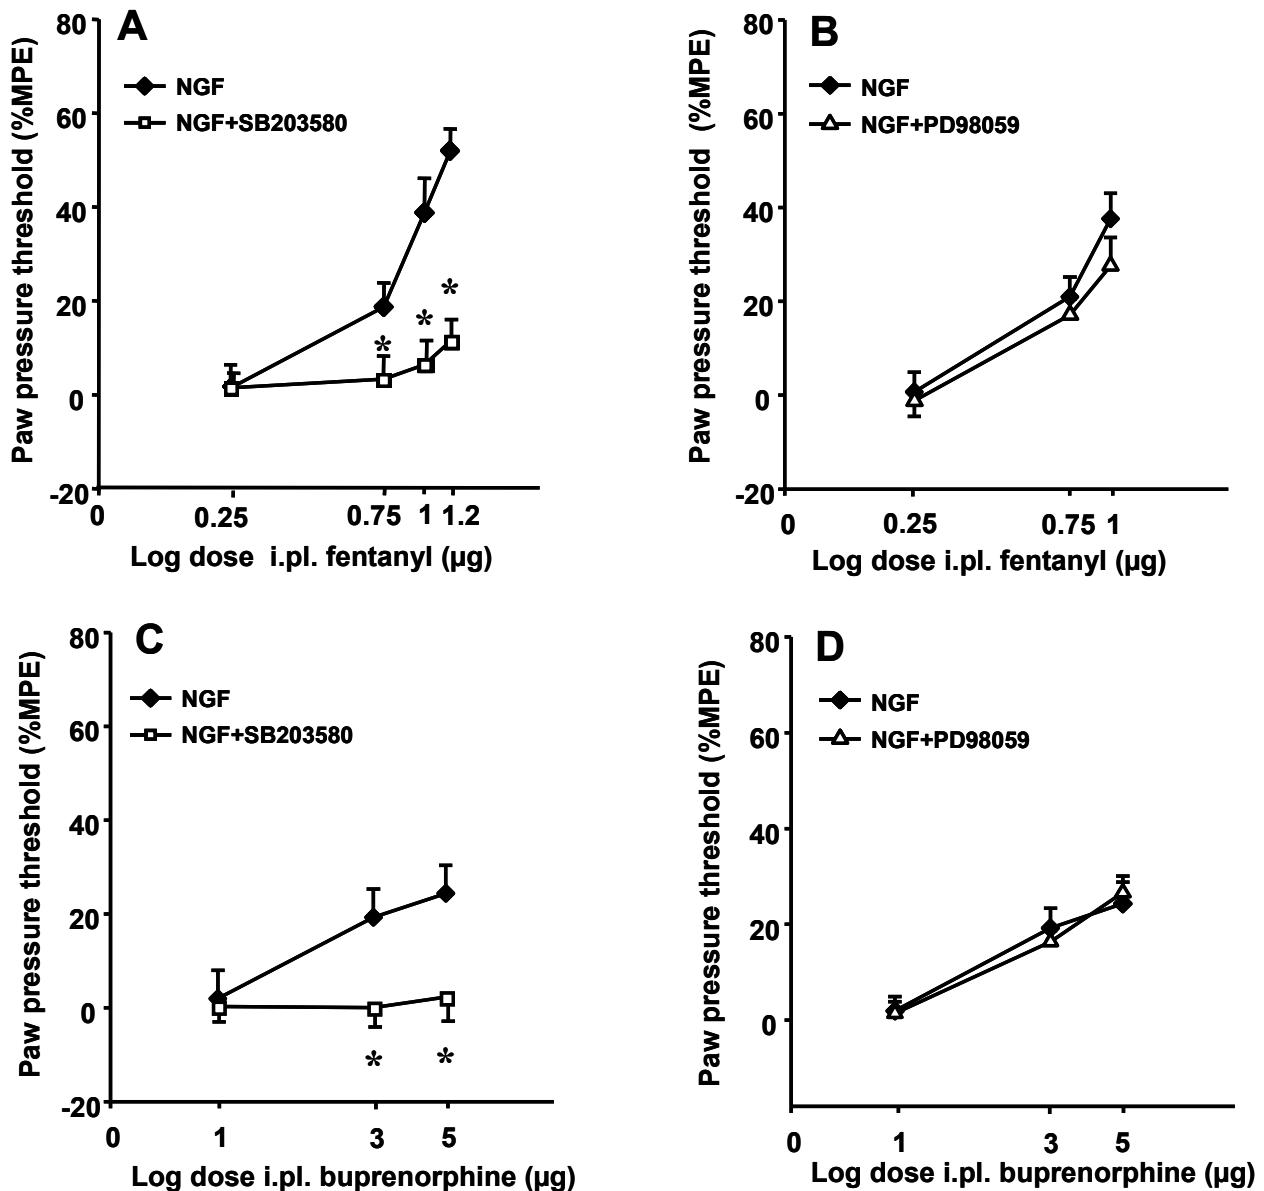 A
Paw pressure threshold (%MPE)
80
60
40
20
0
-20
NGF
NGF+SB203580
*
*
*
0
0.25
0.75
1
1.2
Log dose i.pl. fentanyl (µg)
B
Paw pressure threshold (%MPE)
80
60
40
20
0
-20
NGF
NGF+PD98059
0
0.25
0.75
1
Log dose i.pl. fentanyl (µg)
C
Paw pressure threshold (%MPE)
80
60
40
20
0
-20
NGF
NGF+SB203580
*
*
0
1
3
5
Log dose i.pl. buprenorphine (µg)
D
Paw pressure threshold (%MPE)
80
60
40
20
0
NGF
NGF+PD98059
0
1
3
5
Log dose i.pl. buprenorphine (µg)